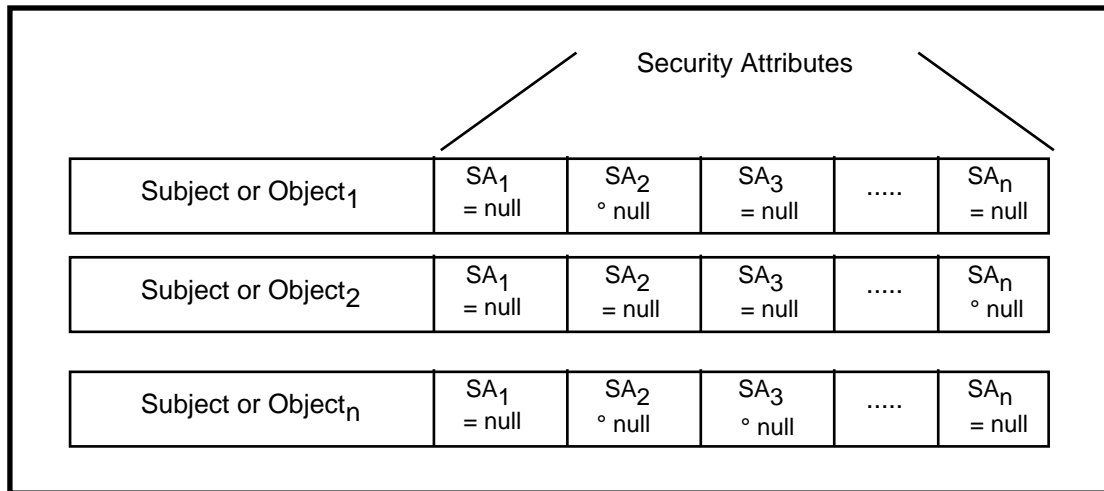 Security Attributes
Subject or Object1 SA1 = null SA2 ° null SA3 = null ..... SAn = null
Subject or Object2 SA1 = null SA2 = null SA3 = null ..... SAn ° null
Subject or Objectn SA1 = null SA2 ° null SA3 ° null ..... SAn = null